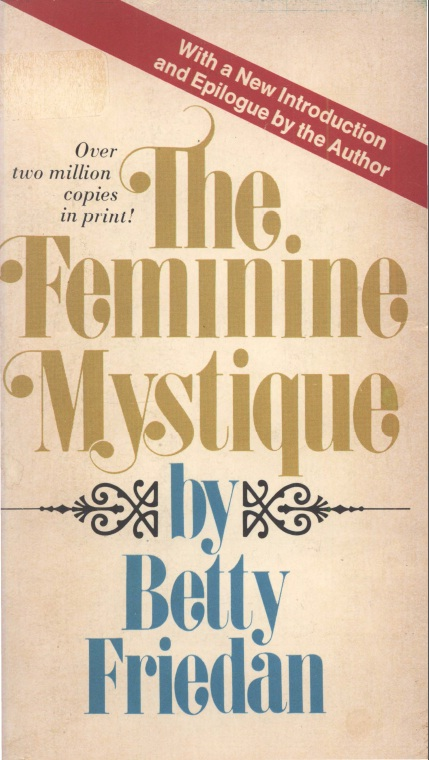 With a New Introduction
and Epilogue by the Author
Over
two million
copies
in print!
The
Feminine
Mystique
by
Betty
Friedan